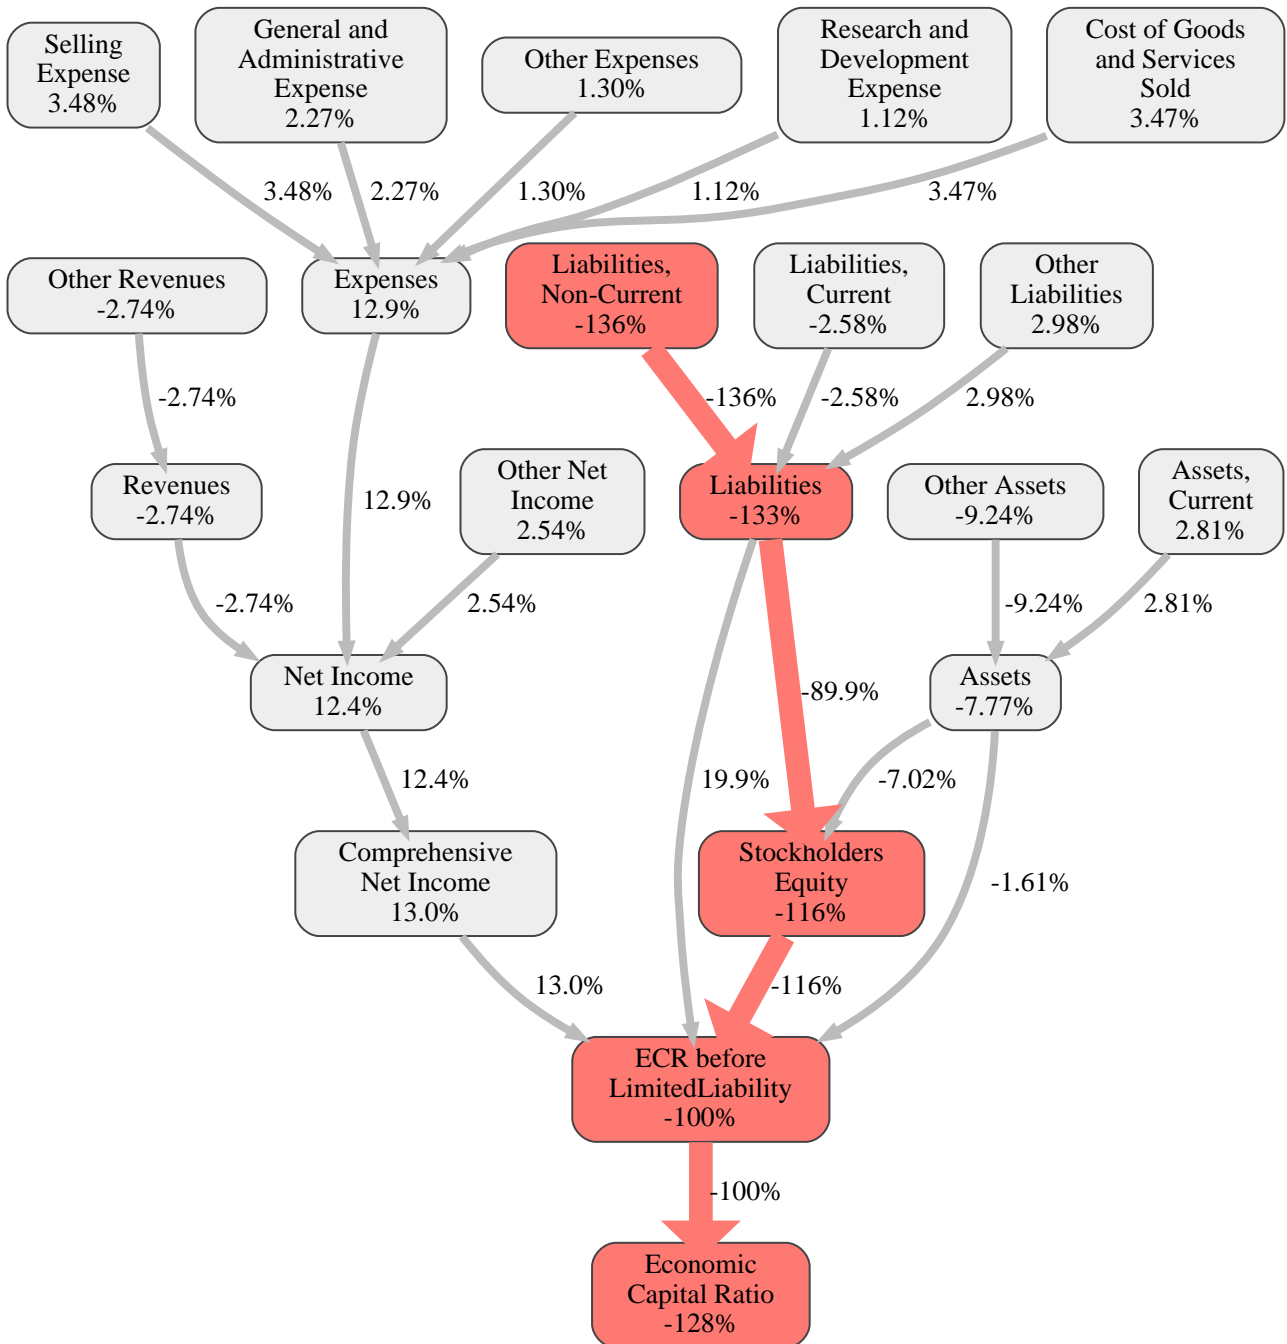 Selling
Expense
3.48%
General and
Administrative
Expense
2.27%
Other Expenses
1.30%
Research and
Development
Expense
1.12%
Cost of Goods
and Services
Sold
3.47%
3.48%
2.27%
1.30%
1.12%
3.47%
Other Revenues
-2.74%
Expenses
12.9%
Liabilities,
Non-Current
-136%
Liabilities,
Current
-2.58%
Other
Liabilities
2.98%
-2.74%
-136%
-2.58%
2.98%
Revenues
-2.74%
12.9%
Other Net
Income
2.54%
Liabilities
-133%
Other Assets
-9.24%
Assets,
Current
2.81%
-2.74%
2.54%
-9.24%
2.81%
Net Income
12.4%
-89.9%
Assets
-7.77%
12.4%
19.9%
-7.02%
Comprehensive
Net Income
13.0%
Stockholders
Equity
-116%
-1.61%
13.0%
-116%
ECR before
LimitedLiability
-100%
-100%
Economic
Capital Ratio
-128%